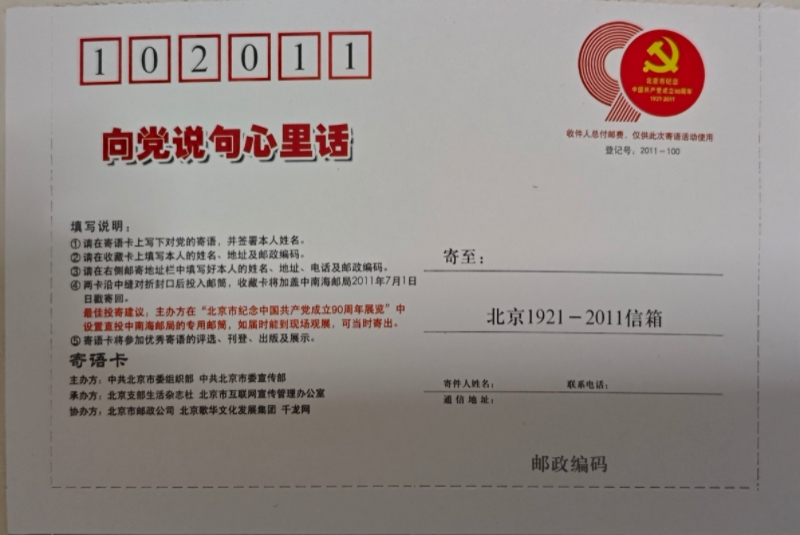 102011
北京市纪念
中国共产党成立90周年
1921-2011
向党说句心里话
收件人总付邮费，仅供此次寄语活动使用
登记号：2011－100
填写说明：
① 请在寄语卡上写下对党的寄语，并签署本人姓名。
② 请在收藏卡上填写本人的姓名、地址及邮政编码。
③ 请在右侧邮寄地址栏中填写好本人的姓名、地址、电话及邮政编码。
④ 两卡沿中缝对折封口后投入邮筒，收藏卡将加盖中南海邮局2011年7月1日
日戳寄回。
最佳投寄建议：主办方在“北京市纪念中国共产党成立90周年展览”中
设置直投中南海邮局的专用邮筒，如届时能到现场观展，可当时寄出。
⑤ 寄语卡将参加优秀寄语的评选、刊登、出版及展示。
寄语卡
主办方：中共北京市委组织部 中共北京市委宣传部
承办方：北京支部生活杂志社 北京市互联网宣传管理办公室
协办方：北京市邮政公司 北京歌华文化发展集团 千龙网
寄至：
北京1921－2011信箱
寄件人姓名： 联系电话：
通信地址：
邮政编码